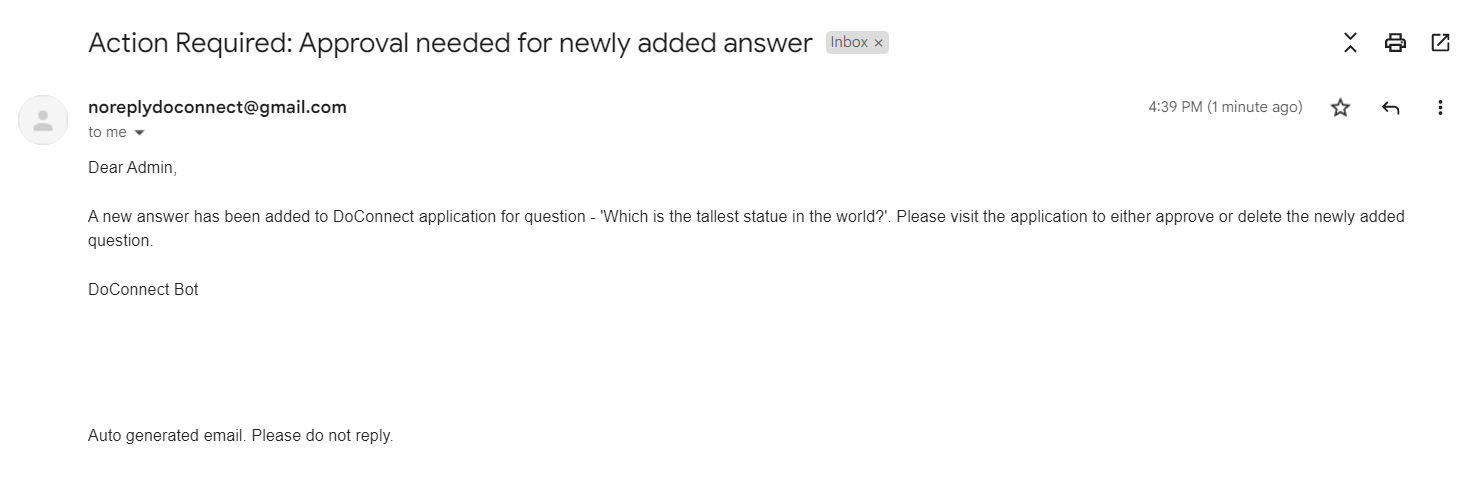 Action Required: Approval needed for newly added answer Inbox ×
noreplydoconnect@gmail.com 4:39 PM (1 minute ago)
to me
Dear Admin,
A new answer has been added to DoConnect application for question - 'Which is the tallest statue in the world?'. Please visit the application to either approve or delete the newly added
question.
DoConnect Bot
Auto generated email. Please do not reply.